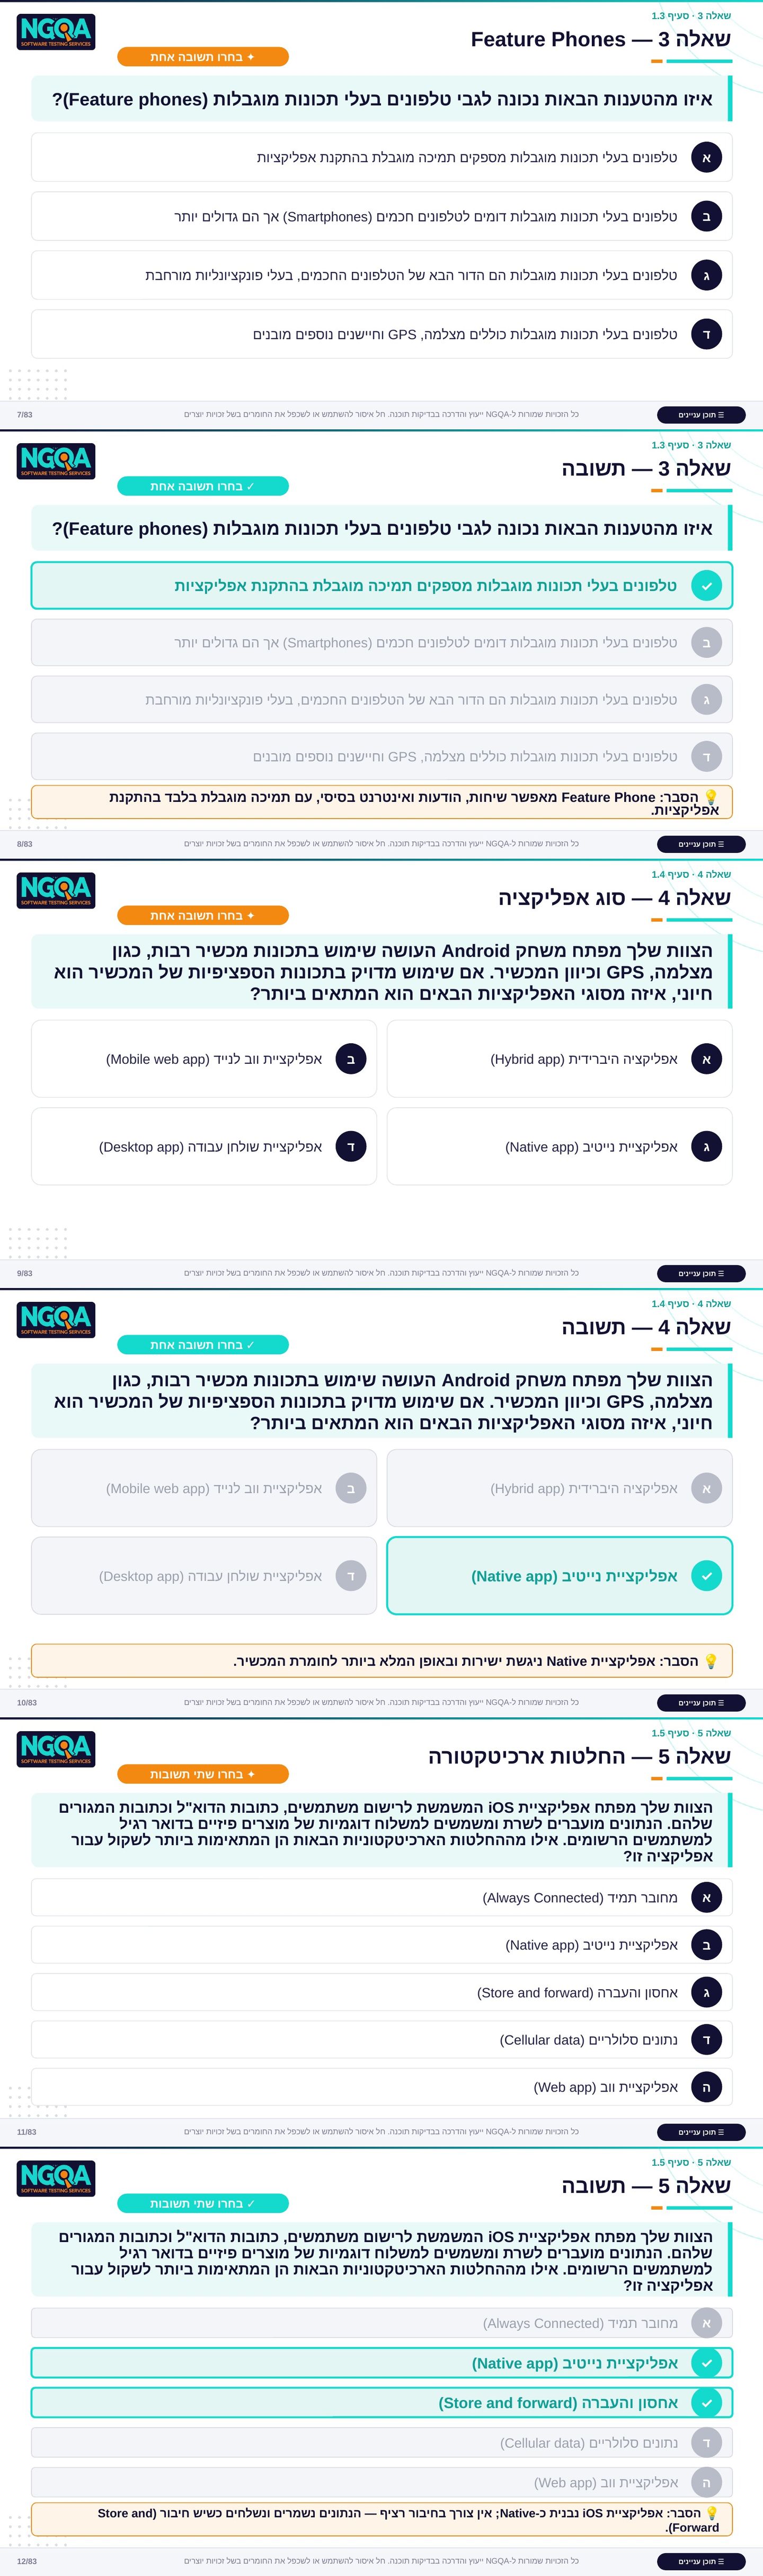 שאלה 3 · סעיף 1.3
שאלה 3 — Feature Phones
NGQA
SOFTWARE TESTING SERVICES
✦ בחרו תשובה אחת
איזו מהטענות הבאות נכונה לגבי טלפונים בעלי תכונות מוגבלות (Feature phones)?
א
טלפונים בעלי תכונות מוגבלות מספקים תמיכה מוגבלת בהתקנת אפליקציות
ב
טלפונים בעלי תכונות מוגבלות דומים לטלפונים חכמים (Smartphones) אך הם גדולים יותר
ג
טלפונים בעלי תכונות מוגבלות הם הדור הבא של הטלפונים החכמים, בעלי פונקציונליות מורחבת
ד
טלפונים בעלי תכונות מוגבלות כוללים מצלמה, GPS וחיישנים נוספים מובנים
☰ תוכן עניינים
כל הזכויות שמורות ל-NGQA ייעוץ והדרכה בבדיקות תוכנה. חל איסור להשתמש או לשכפל את החומרים בשל זכויות יוצרים
7/83
שאלה 3 · סעיף 1.3
שאלה 3 — תשובה
NGQA
SOFTWARE TESTING SERVICES
✓ בחרו תשובה אחת
איזו מהטענות הבאות נכונה לגבי טלפונים בעלי תכונות מוגבלות (Feature phones)?
✓
טלפונים בעלי תכונות מוגבלות מספקים תמיכה מוגבלת בהתקנת אפליקציות
ב
טלפונים בעלי תכונות מוגבלות דומים לטלפונים חכמים (Smartphones) אך הם גדולים יותר
ג
טלפונים בעלי תכונות מוגבלות הם הדור הבא של הטלפונים החכמים, בעלי פונקציונליות מורחבת
ד
טלפונים בעלי תכונות מוגבלות כוללים מצלמה, GPS וחיישנים נוספים מובנים
💡 הסבר: Feature Phone מאפשר שיחות, הודעות ואינטרנט בסיסי, עם תמיכה מוגבלת בלבד בהתקנת
אפליקציות.
☰ תוכן עניינים
כל הזכויות שמורות ל-NGQA ייעוץ והדרכה בבדיקות תוכנה. חל איסור להשתמש או לשכפל את החומרים בשל זכויות יוצרים
8/83
שאלה 4 · סעיף 1.4
שאלה 4 — סוג אפליקציה
NGQA
SOFTWARE TESTING SERVICES
✦ בחרו תשובה אחת
הצוות שלך מפתח משחק Android העושה שימוש בתכונות מכשיר רבות, כגון
מצלמה, GPS וכיוון המכשיר. אם שימוש מדויק בתכונות הספציפיות של המכשיר הוא
חיוני, איזה מסוגי האפליקציות הבאים הוא המתאים ביותר?
א
אפליקציה היברידית (Hybrid app)
ב
אפליקציית ווב לנייד (Mobile web app)
ג
אפליקציית נייטיב (Native app)
ד
אפליקציית שולחן עבודה (Desktop app)
☰ תוכן עניינים
כל הזכויות שמורות ל-NGQA ייעוץ והדרכה בבדיקות תוכנה. חל איסור להשתמש או לשכפל את החומרים בשל זכויות יוצרים
9/83
שאלה 4 · סעיף 1.4
שאלה 4 — תשובה
NGQA
SOFTWARE TESTING SERVICES
✓ בחרו תשובה אחת
הצוות שלך מפתח משחק Android העושה שימוש בתכונות מכשיר רבות, כגון
מצלמה, GPS וכיוון המכשיר. אם שימוש מדויק בתכונות הספציפיות של המכשיר הוא
חיוני, איזה מסוגי האפליקציות הבאים הוא המתאים ביותר?
א
אפליקציה היברידית (Hybrid app)
ב
אפליקציית ווב לנייד (Mobile web app)
✓
אפליקציית נייטיב (Native app)
ד
אפליקציית שולחן עבודה (Desktop app)
💡 הסבר: אפליקציית Native ניגשת ישירות ובאופן המלא ביותר לחומרת המכשיר.
☰ תוכן עניינים
כל הזכויות שמורות ל-NGQA ייעוץ והדרכה בבדיקות תוכנה. חל איסור להשתמש או לשכפל את החומרים בשל זכויות יוצרים
10/83
שאלה 5 · סעיף 1.5
שאלה 5 — החלטות ארכיטקטורה
NGQA
SOFTWARE TESTING SERVICES
✦ בחרו שתי תשובות
הצוות שלך מפתח אפליקציית iOS המשמשת לרישום משתמשים, כתובות הדוא"ל וכתובות המגורים
שלהם. הנתונים מועברים לשרת ומשמשים למשלוח דוגמיות של מוצרים פיזיים בדואר רגיל
למשתמשים הרשומים. אילו מההחלטות הארכיטקטוניות הבאות הן המתאימות ביותר לשקול עבור
אפליקציה זו?
א
מחובר תמיד (Always Connected)
ב
אפליקציית נייטיב (Native app)
ג
אחסון והעברה (Store and forward)
ד
נתונים סלולריים (Cellular data)
ה
אפליקציית ווב (Web app)
☰ תוכן עניינים
כל הזכויות שמורות ל-NGQA ייעוץ והדרכה בבדיקות תוכנה. חל איסור להשתמש או לשכפל את החומרים בשל זכויות יוצרים
11/83
שאלה 5 · סעיף 1.5
שאלה 5 — תשובה
NGQA
SOFTWARE TESTING SERVICES
✓ בחרו שתי תשובות
הצוות שלך מפתח אפליקציית iOS המשמשת לרישום משתמשים, כתובות הדוא"ל וכתובות המגורים
שלהם. הנתונים מועברים לשרת ומשמשים למשלוח דוגמיות של מוצרים פיזיים בדואר רגיל
למשתמשים הרשומים. אילו מההחלטות הארכיטקטוניות הבאות הן המתאימות ביותר לשקול עבור
אפליקציה זו?
א
מחובר תמיד (Always Connected)
✓
אפליקציית נייטיב (Native app)
✓
אחסון והעברה (Store and forward)
ד
נתונים סלולריים (Cellular data)
ה
אפליקציית ווב (Web app)
💡 הסבר: אפליקציית iOS נבנית כ-Native; אין צורך בחיבור רציף — הנתונים נשמרים ונשלחים כשיש חיבור (Store and
Forward).
☰ תוכן עניינים
כל הזכויות שמורות ל-NGQA ייעוץ והדרכה בבדיקות תוכנה. חל איסור להשתמש או לשכפל את החומרים בשל זכויות יוצרים
12/83